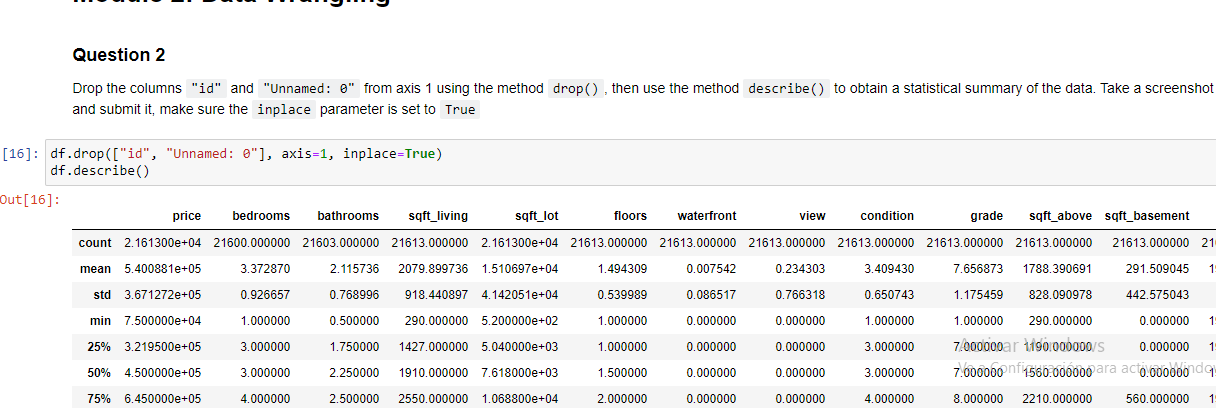 Module 2: Data Wrangling
Question 2
Drop the columns "id" and "Unnamed: 0" from axis 1 using the method drop() , then use the method describe() to obtain a statistical summary of the data. Take a screenshot
and submit it, make sure the inplace parameter is set to True
[16]: df.drop(["id", "Unnamed: 0"], axis=1, inplace=True)
df.describe()
Out[16]:
price bedrooms bathrooms sqft_living sqft_lot floors waterfront view condition grade sqft_above sqft_basement
count 2.161300e+04 21600.000000 21603.000000 21613.000000 2.161300e+04 21613.000000 21613.000000 21613.000000 21613.000000 21613.000000 21613.000000 21613.000000 21
mean 5.400881e+05 3.372870 2.115736 2079.899736 1.510697e+04 1.494309 0.007542 0.234303 3.409430 7.656873 1788.390691 291.509045 1
std 3.671272e+05 0.926657 0.768996 918.440897 4.142051e+04 0.539989 0.086517 0.766318 0.650743 1.175459 828.090978 442.575043
min 7.500000e+04 1.000000 0.500000 290.000000 5.200000e+02 1.000000 0.000000 0.000000 1.000000 1.000000 290.000000 0.000000 1
25% 3.219500e+05 3.000000 1.750000 1427.000000 5.040000e+03 1.000000 0.000000 0.000000 3.000000 7.000000 1190.000000 0.000000 1
Activar Windows
50% 4.500000e+05 3.000000 2.250000 1910.000000 7.618000e+03 1.500000 0.000000 0.000000 3.000000 7.000000 1560.000000 0.000000 1
Ve a Configuración para activar Windo
75% 6.450000e+05 4.000000 2.500000 2550.000000 1.068800e+04 2.000000 0.000000 0.000000 4.000000 8.000000 2210.000000 560.000000 1